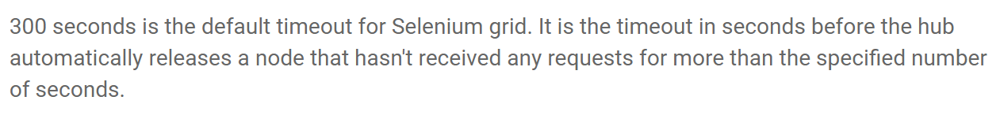 300 seconds is the default timeout for Selenium grid. It is the timeout in seconds before the hub
automatically releases a node that hasn't received any requests for more than the specified number
of seconds.